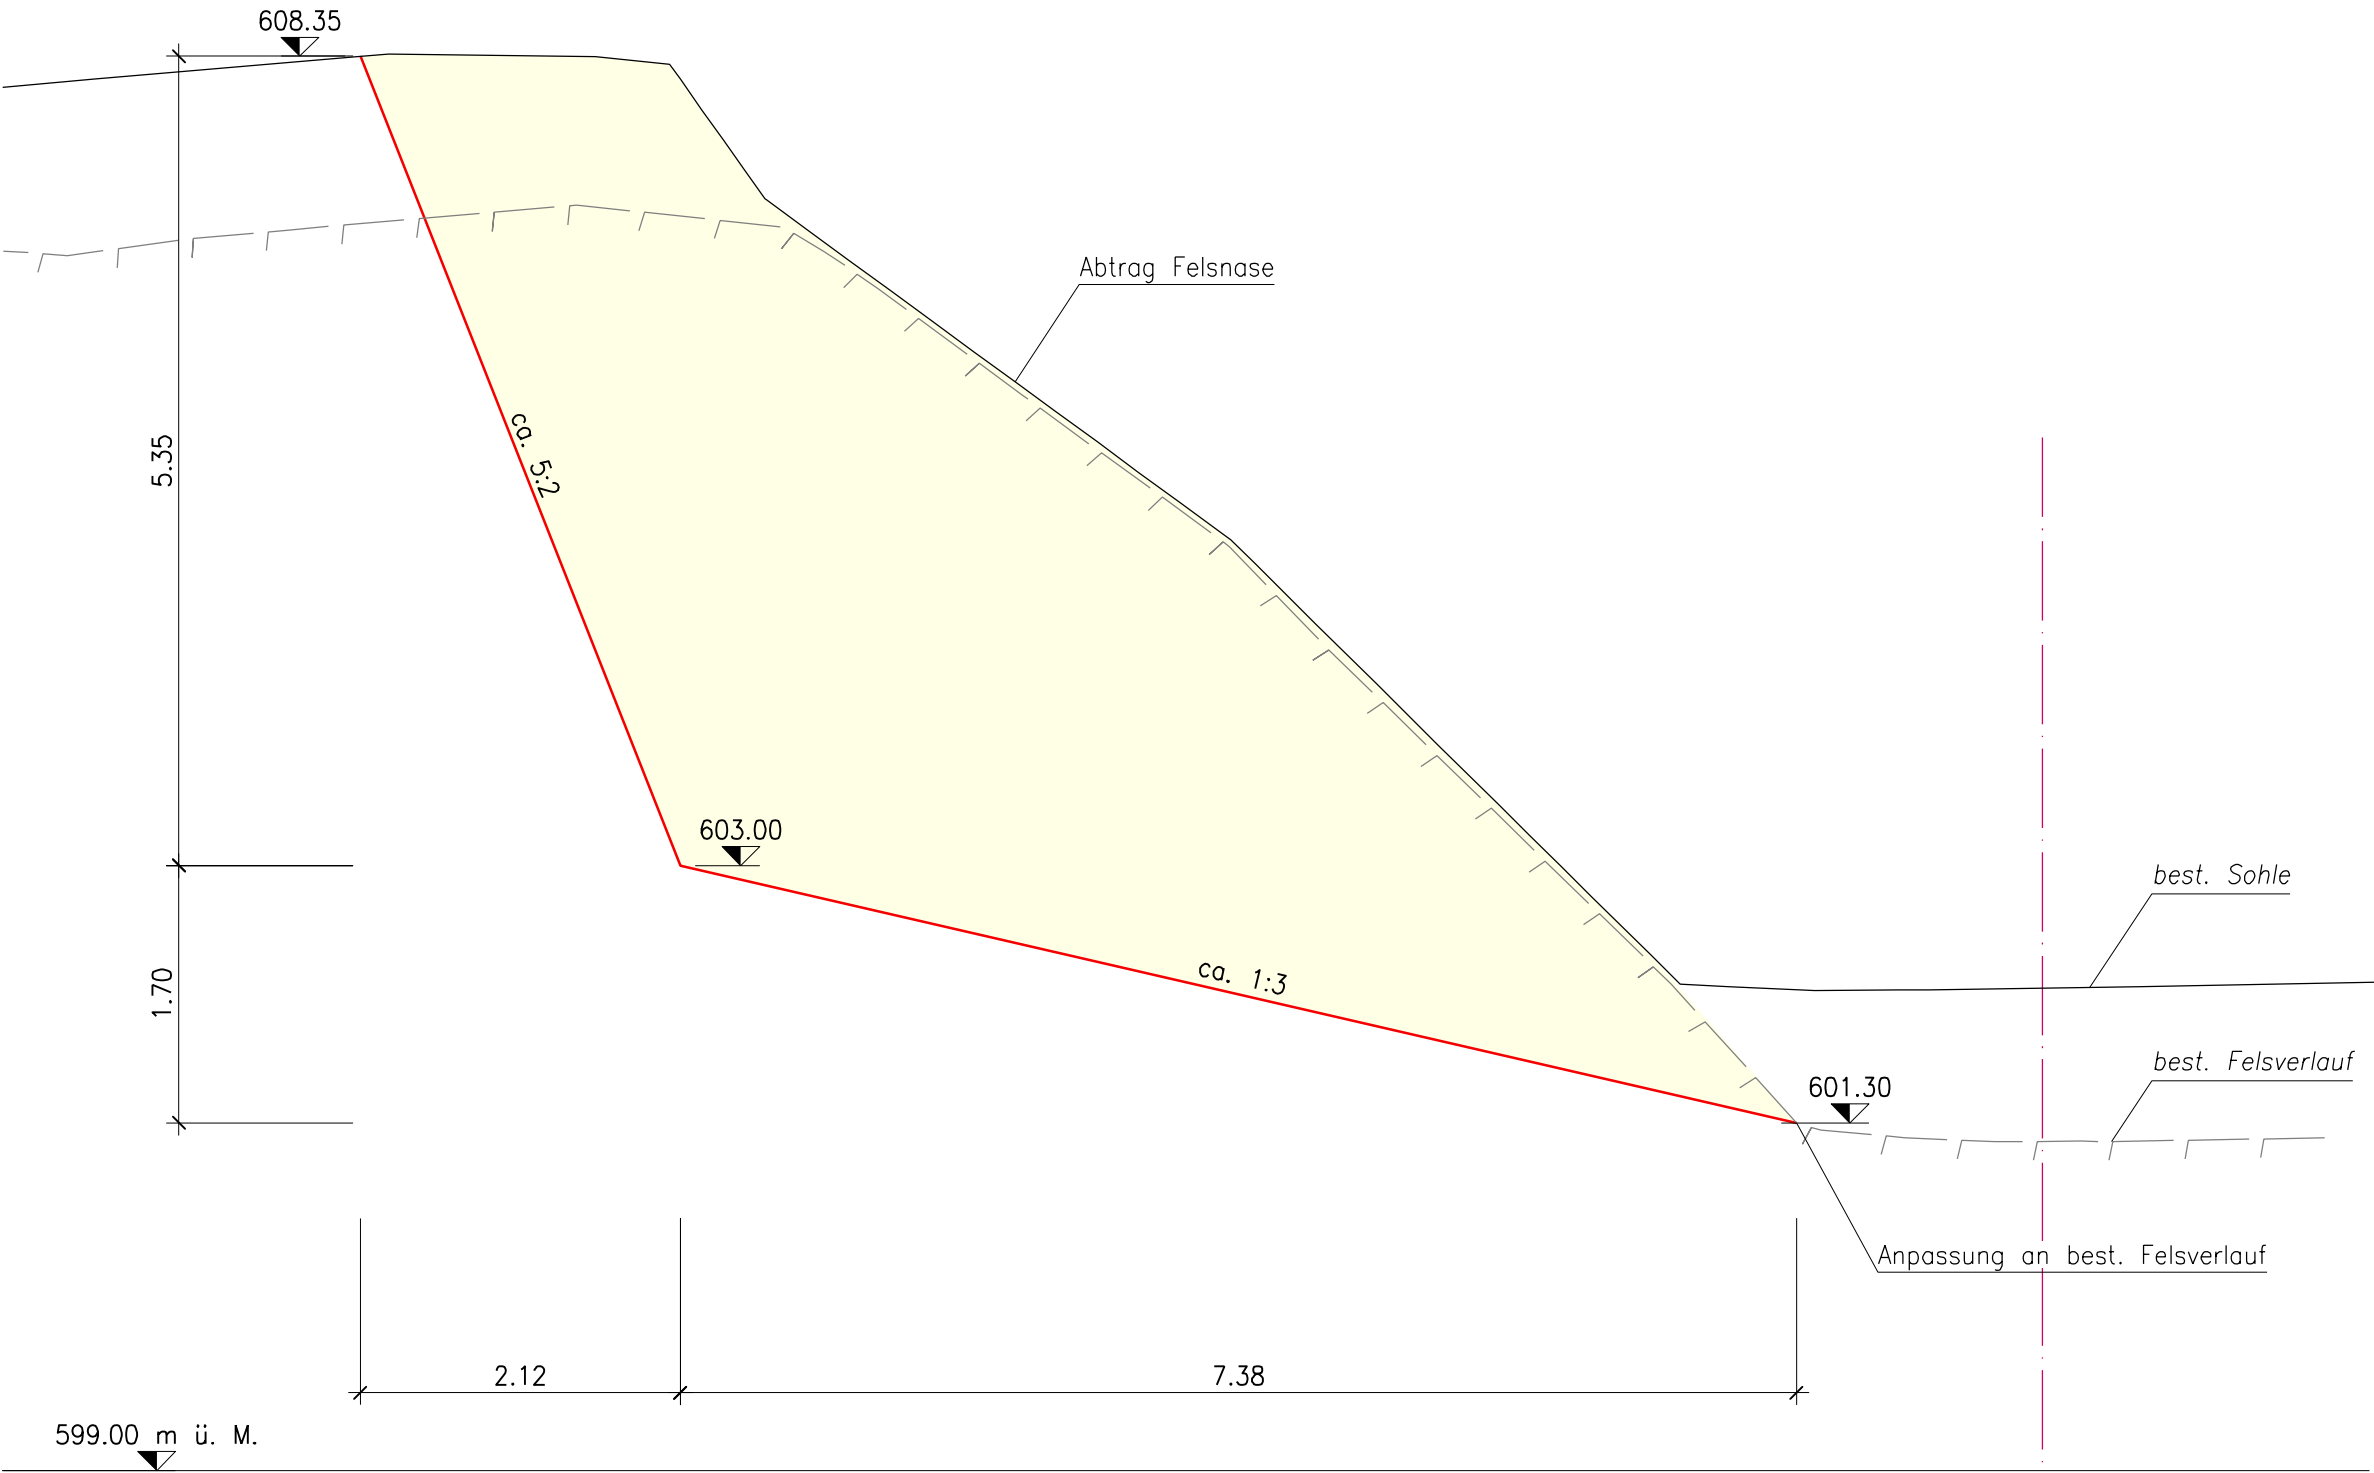 608.35
Abtrag Felsnase
ca. 5:2
5.35
603.00
best. Sohle
ca. 1:3
1.70
best. Felsverlauf
601.30
Anpassung an best. Felsverlauf
2.12
7.38
599.00 m ü. M.